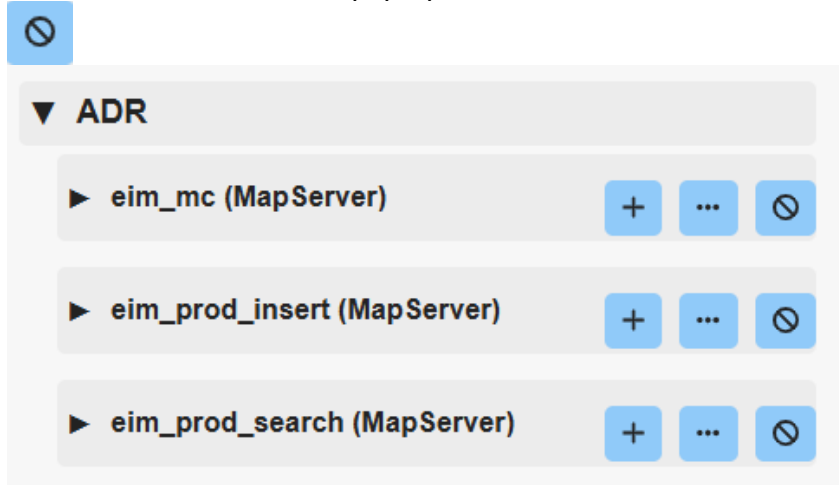 ▼ ADR
► eim_mc (MapServer)
► eim_prod_insert (MapServer)
► eim_prod_search (MapServer)